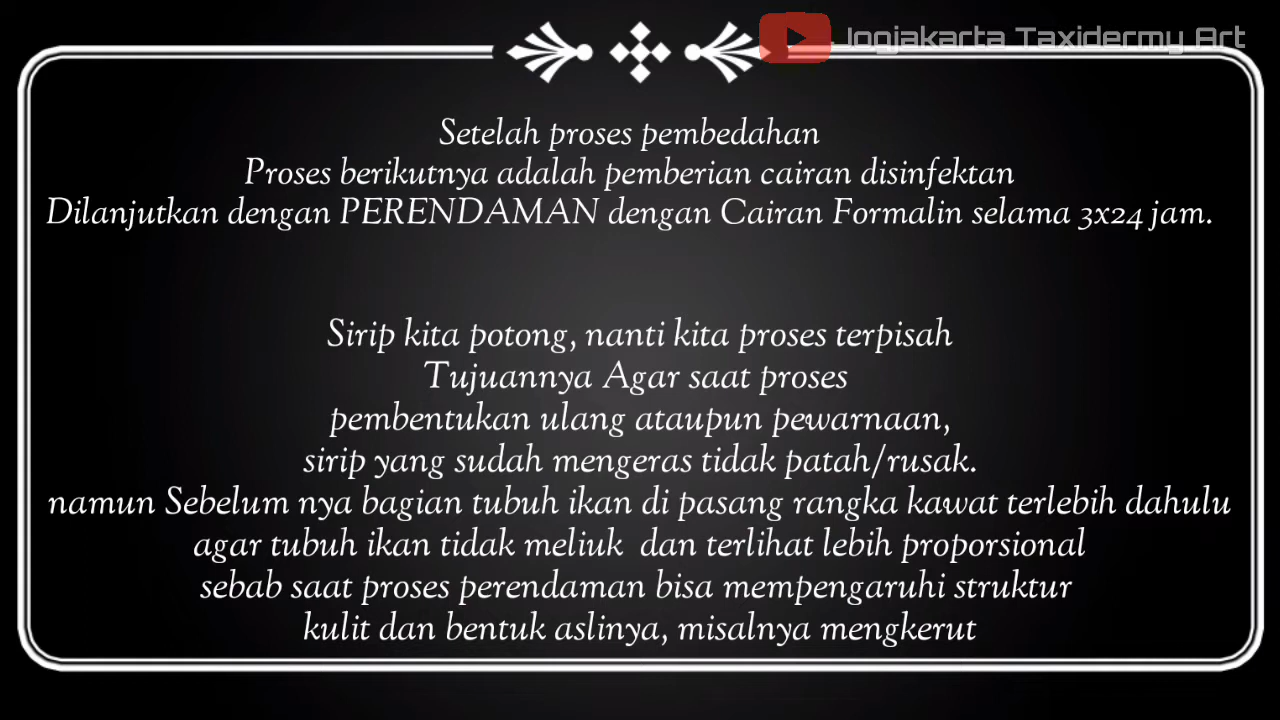 Jogjakarta Taxidermy Art
Setelah proses pembedahan
Proses berikutnya adalah pemberian cairan disinfektan
Dilanjutkan dengan PERENDAMAN dengan Cairan Formalin selama 3x24 jam.
Sirip kita potong, nanti kita proses terpisah
Tujuannya Agar saat proses
pembentukan ulang ataupun pewarnaan,
sirip yang sudah mengeras tidak patah/rusak.
namun Sebelum nya bagian tubuh ikan di pasang rangka kawat terlebih dahulu
agar tubuh ikan tidak meliuk dan terlihat lebih proporsional
sebab saat proses perendaman bisa mempengaruhi struktur
kulit dan bentuk aslinya, misalnya mengkerut